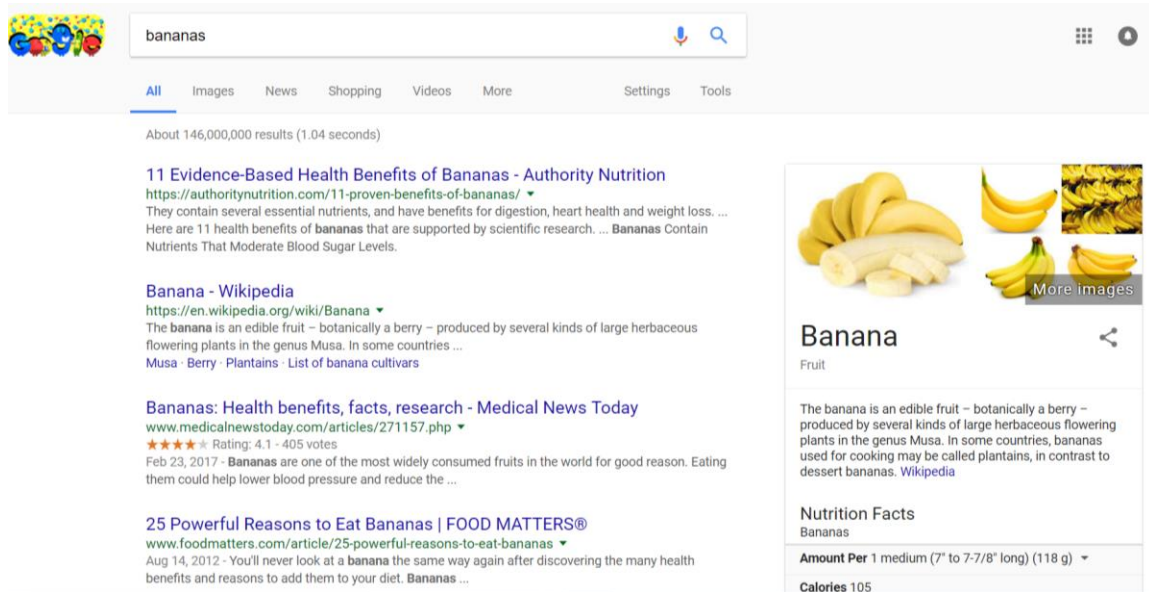 Google
bananas
All Images News Shopping Videos More Settings Tools
About 146,000,000 results (1.04 seconds)
11 Evidence-Based Health Benefits of Bananas - Authority Nutrition
https://authoritynutrition.com/11-proven-benefits-of-bananas/
They contain several essential nutrients, and have benefits for digestion, heart health and weight loss. ...
Here are 11 health benefits of bananas that are supported by scientific research. ... Bananas Contain
Nutrients That Moderate Blood Sugar Levels.
Banana - Wikipedia
https://en.wikipedia.org/wiki/Banana
The banana is an edible fruit – botanically a berry – produced by several kinds of large herbaceous
flowering plants in the genus Musa. In some countries ...
Musa · Berry · Plantains · List of banana cultivars
Bananas: Health benefits, facts, research - Medical News Today
www.medicalnewstoday.com/articles/271157.php
Rating: 4.1 - 405 votes
Feb 23, 2017 - Bananas are one of the most widely consumed fruits in the world for good reason. Eating
them could help lower blood pressure and reduce the ...
25 Powerful Reasons to Eat Bananas | FOOD MATTERS®
www.foodmatters.com/article/25-powerful-reasons-to-eat-bananas
Aug 14, 2012 - You'll never look at a banana the same way again after discovering the many health
benefits and reasons to add them to your diet. Bananas ...
More images
Banana
Fruit
The banana is an edible fruit – botanically a berry –
produced by several kinds of large herbaceous flowering
plants in the genus Musa. In some countries, bananas
used for cooking may be called plantains, in contrast to
dessert bananas. Wikipedia
Nutrition Facts
Bananas
Amount Per 1 medium (7" to 7-7/8" long) (118 g)
Calories 105